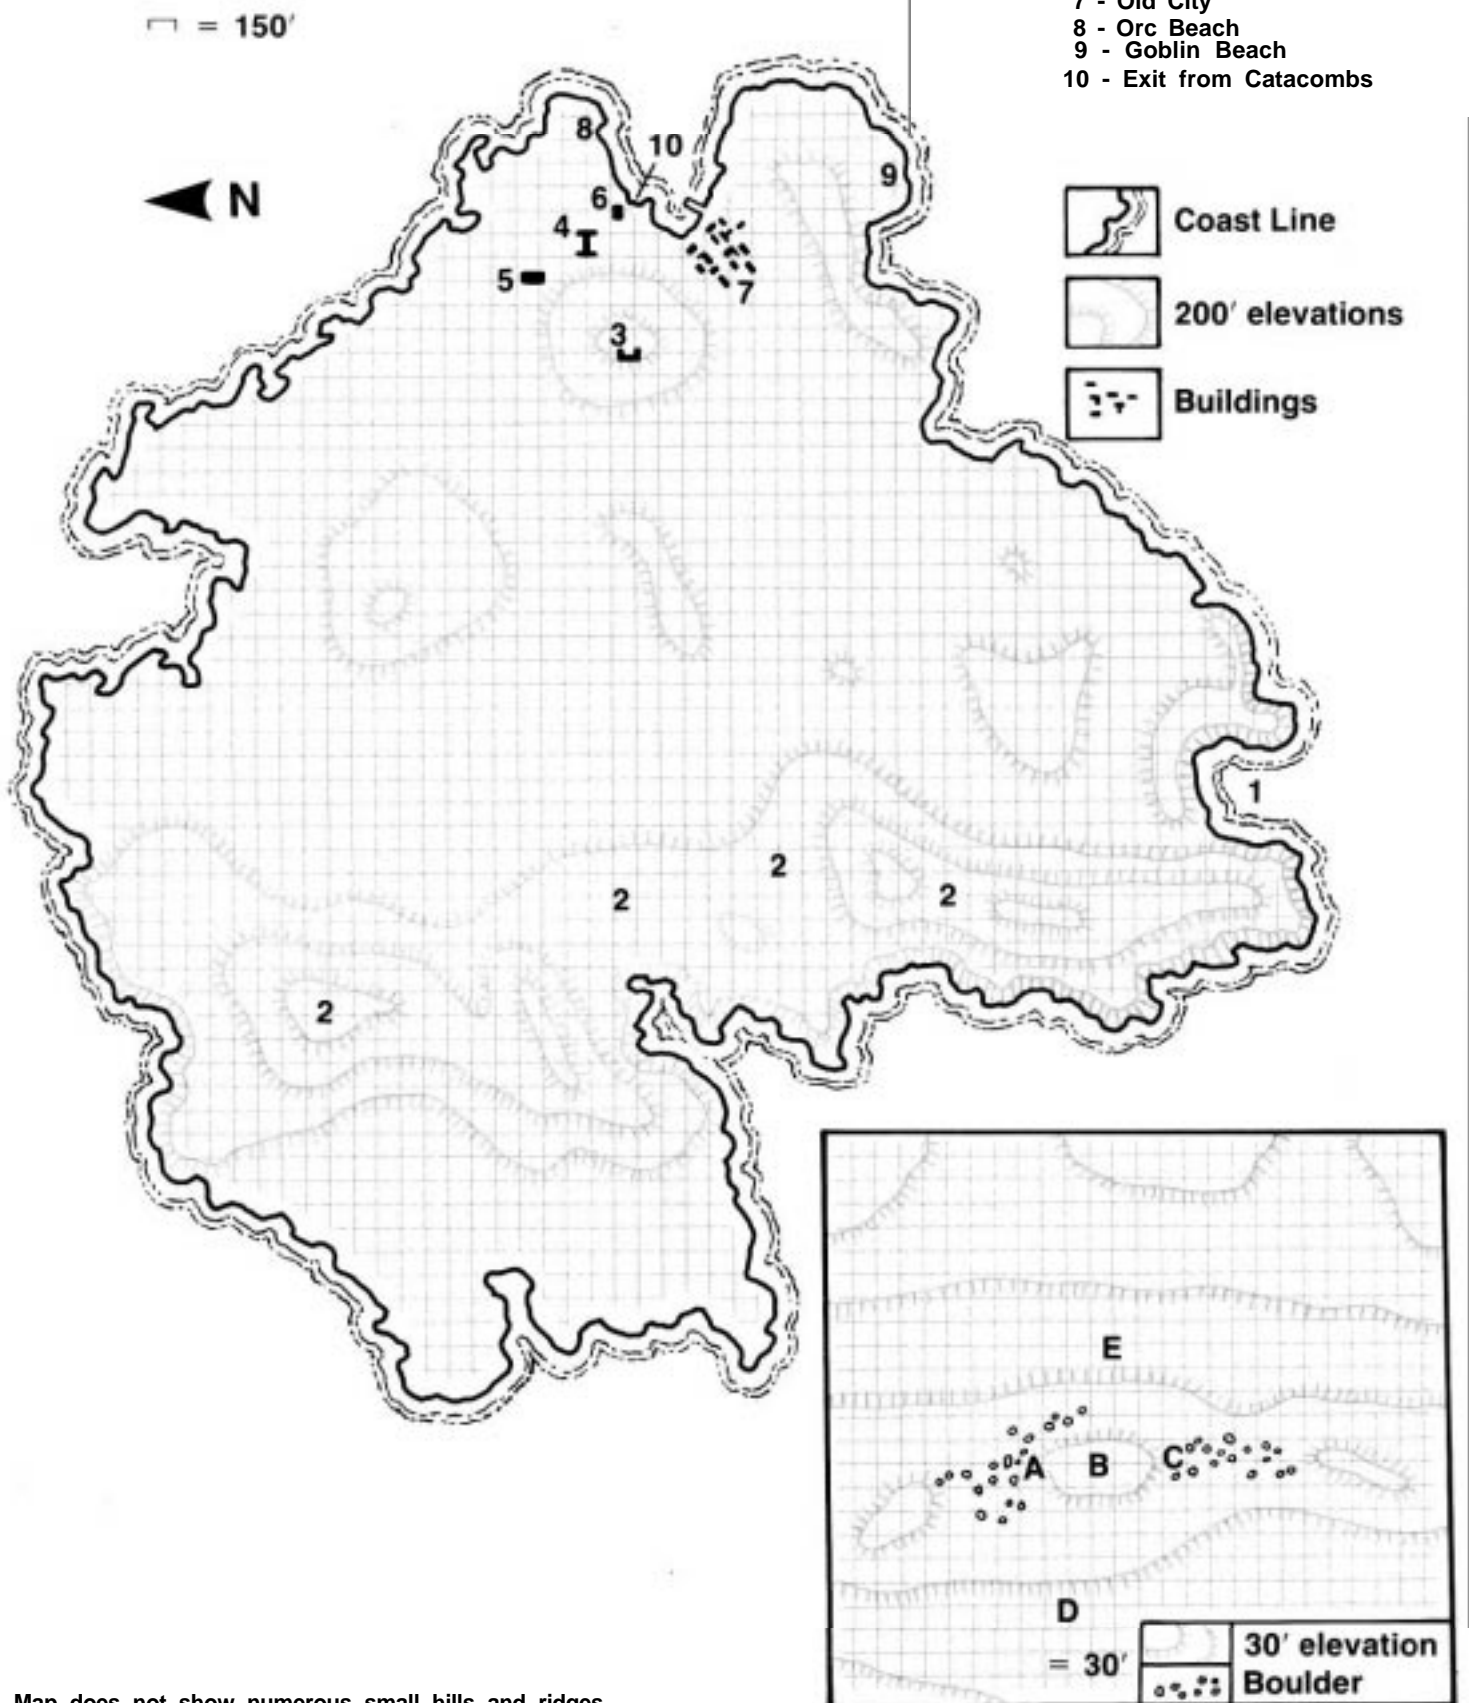 = 150'
7 - Old City
8 - Orc Beach
9 - Goblin Beach
10 - Exit from Catacombs
N
8
10
9
6
4
5
7
3
Coast Line
200' elevations
Buildings
1
2
2
2
2
E
A
B
C
D
= 30'
30' elevation
Boulder
Map does not show numerous small hills and ridges